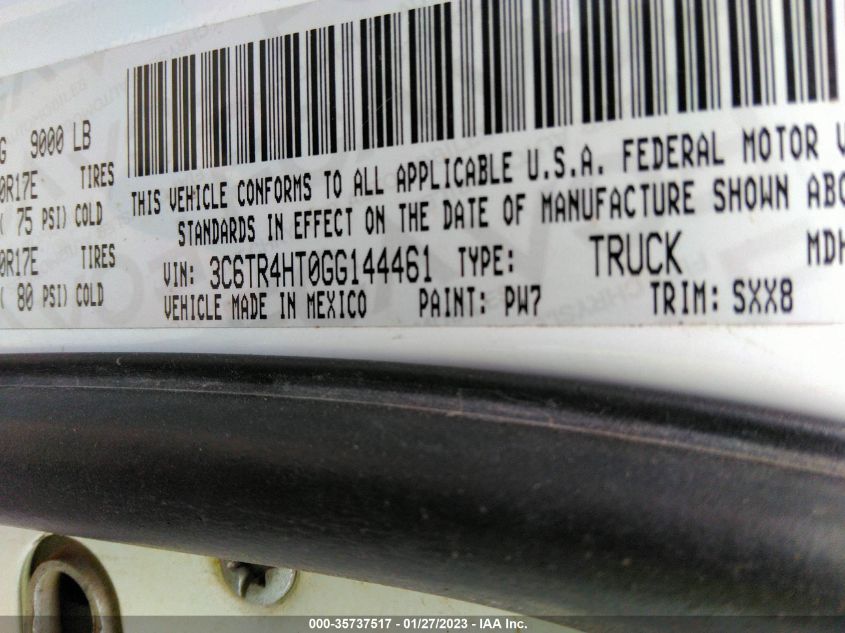 G 9000 LB
0R17E TIRES
( 75 PSI) COLD
0R17E TIRES
( 80 PSI) COLD
THIS VEHICLE CONFORMS TO ALL APPLICABLE U.S.A. FEDERAL MOTOR V
STANDARDS IN EFFECT ON THE DATE OF MANUFACTURE SHOWN ABO
VIN: 3C6TR4HT0GG144461 TYPE: TRUCK MDH
VEHICLE MADE IN MEXICO PAINT: PW7 TRIM: SXX8
000-35737517 - 01/27/2023 - IAA Inc.